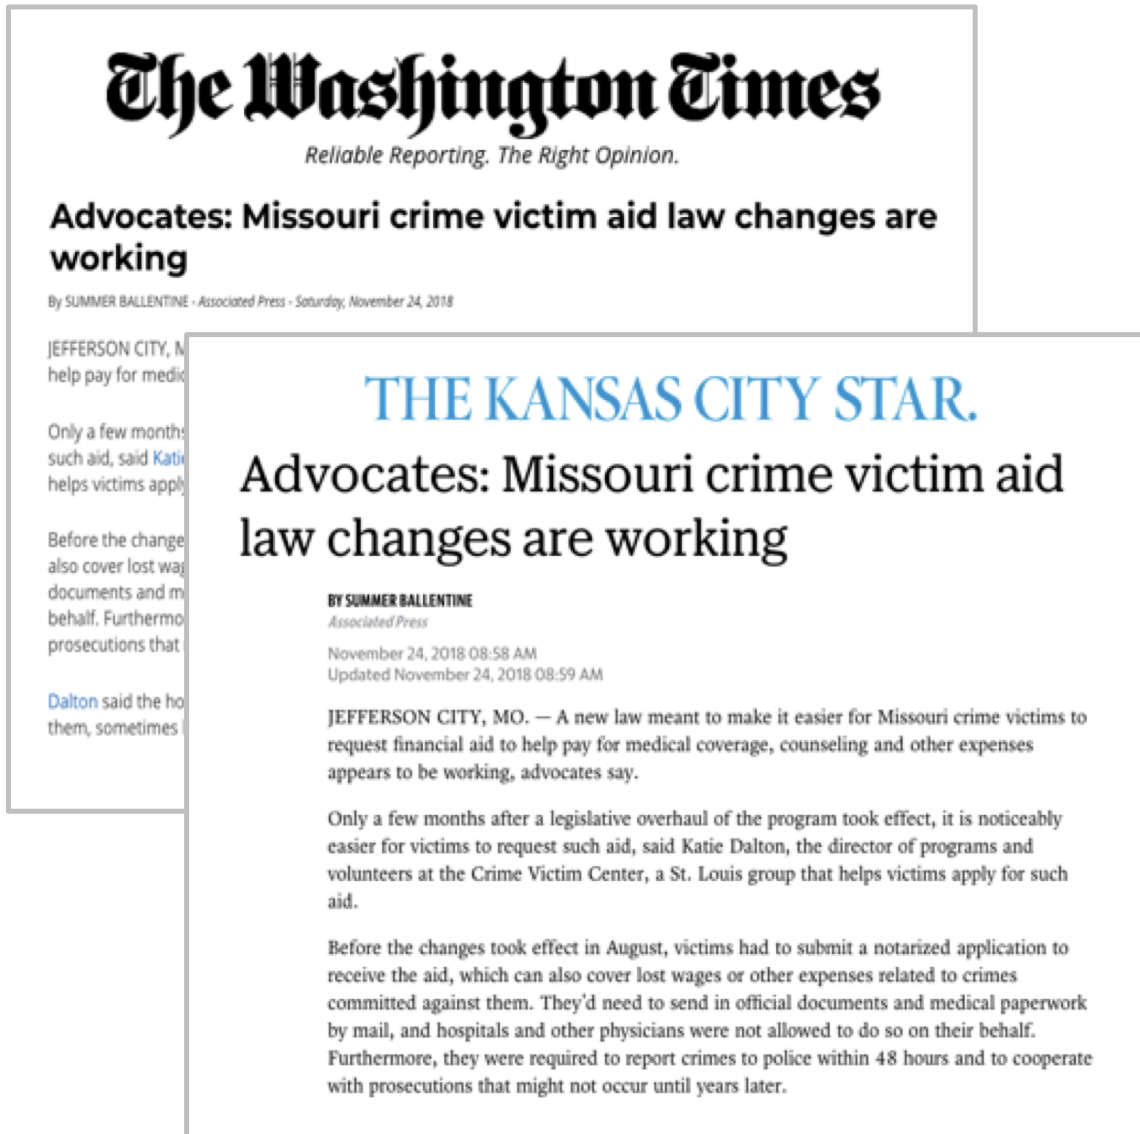 The Washington Times
Reliable Reporting. The Right Opinion.
Advocates: Missouri crime victim aid law changes are
working
By SUMMER BALLENTINE - Associated Press - Saturday, November 24, 2018
JEFFERSON CITY, M
help pay for medic
Only a few months
such aid, said Katie
helps victims apply
Before the change
also cover lost wag
documents and m
behalf. Furthermo
prosecutions that
Dalton said the ho
them, sometimes
THE KANSAS CITY STAR.
Advocates: Missouri crime victim aid
law changes are working
BY SUMMER BALLENTINE
Associated Press
November 24, 2018 08:58 AM
Updated November 24, 2018 08:59 AM
JEFFERSON CITY, MO. — A new law meant to make it easier for Missouri crime victims to
request financial aid to help pay for medical coverage, counseling and other expenses
appears to be working, advocates say.
Only a few months after a legislative overhaul of the program took effect, it is noticeably
easier for victims to request such aid, said Katie Dalton, the director of programs and
volunteers at the Crime Victim Center, a St. Louis group that helps victims apply for such
aid.
Before the changes took effect in August, victims had to submit a notarized application to
receive the aid, which can also cover lost wages or other expenses related to crimes
committed against them. They'd need to send in official documents and medical paperwork
by mail, and hospitals and other physicians were not allowed to do so on their behalf.
Furthermore, they were required to report crimes to police within 48 hours and to cooperate
with prosecutions that might not occur until years later.